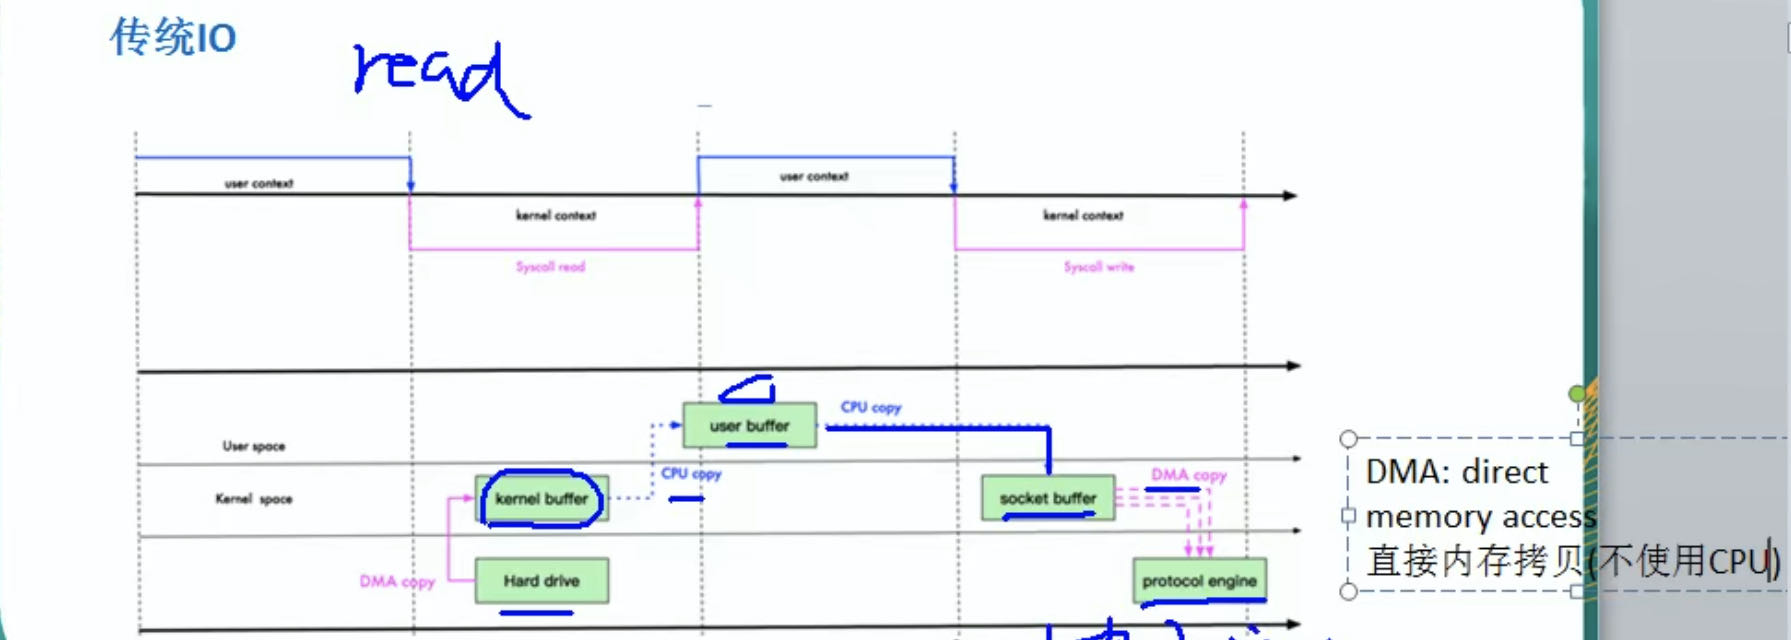 传统IO
read
user context
user context
kernel context
kernel context
Syscall read
Syscall write
user buffer
CPU copy
User space
CPU copy
Kernel space
kernel buffer
socket buffer
DMA copy
DMA copy
Hard drive
protocol engine
DMA: direct
memory access
直接内存拷贝(不使用CPU)